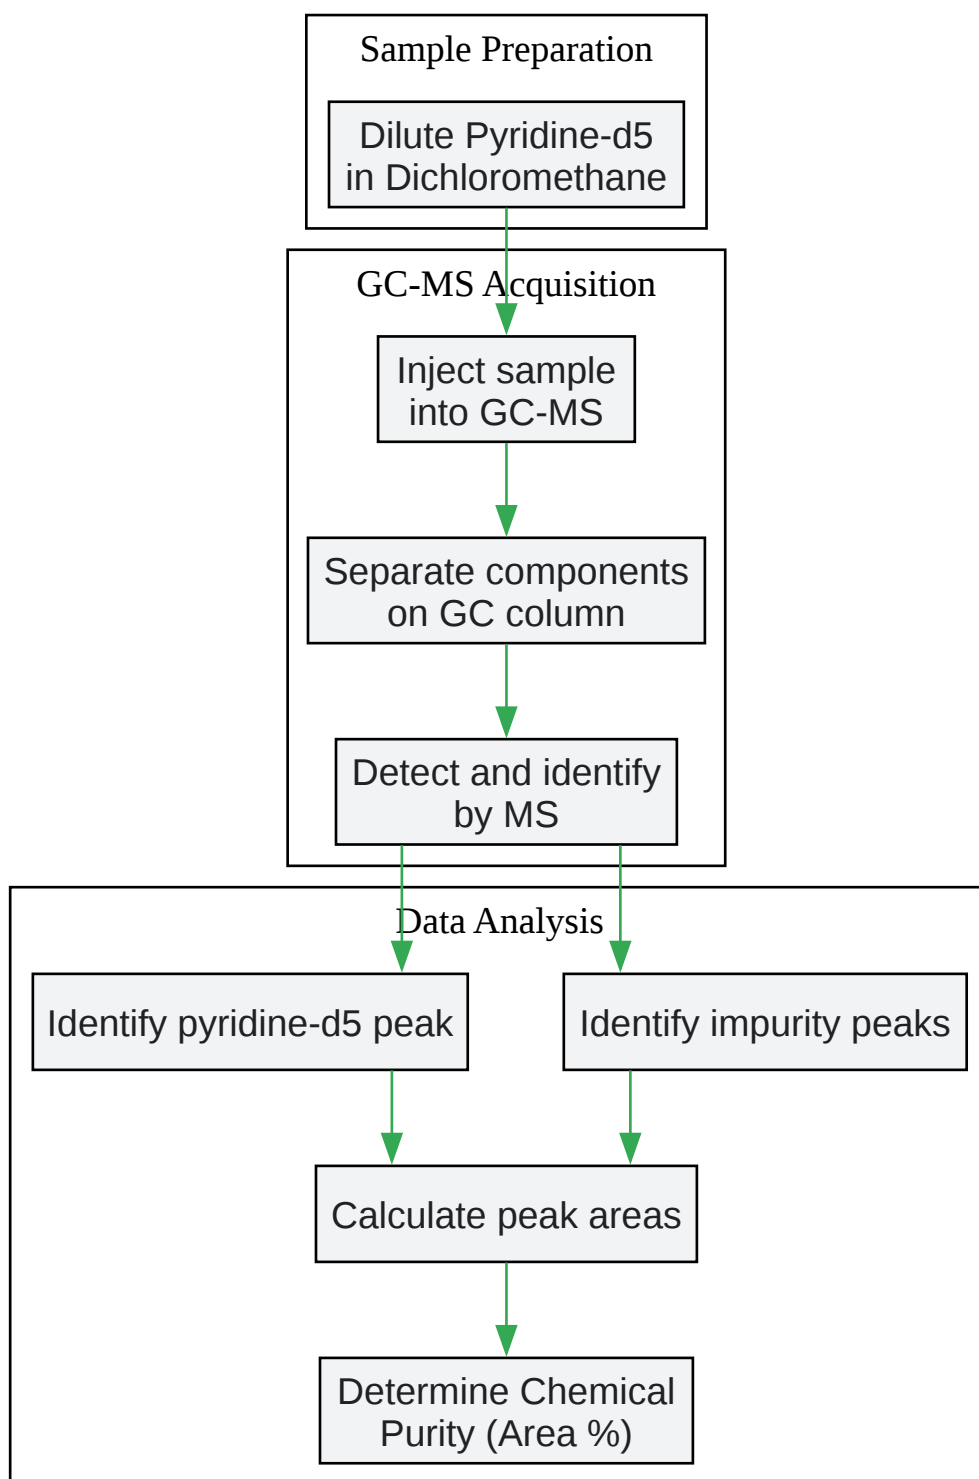 Sample Preparation
Dilute Pyridine-d5
in Dichloromethane
GC-MS Acquisition
Inject sample
into GC-MS
Separate components
on GC column
Detect and identify
by MS
Data Analysis
Identify pyridine-d5 peak
Identify impurity peaks
Calculate peak areas
Determine Chemical
Purity (Area %)